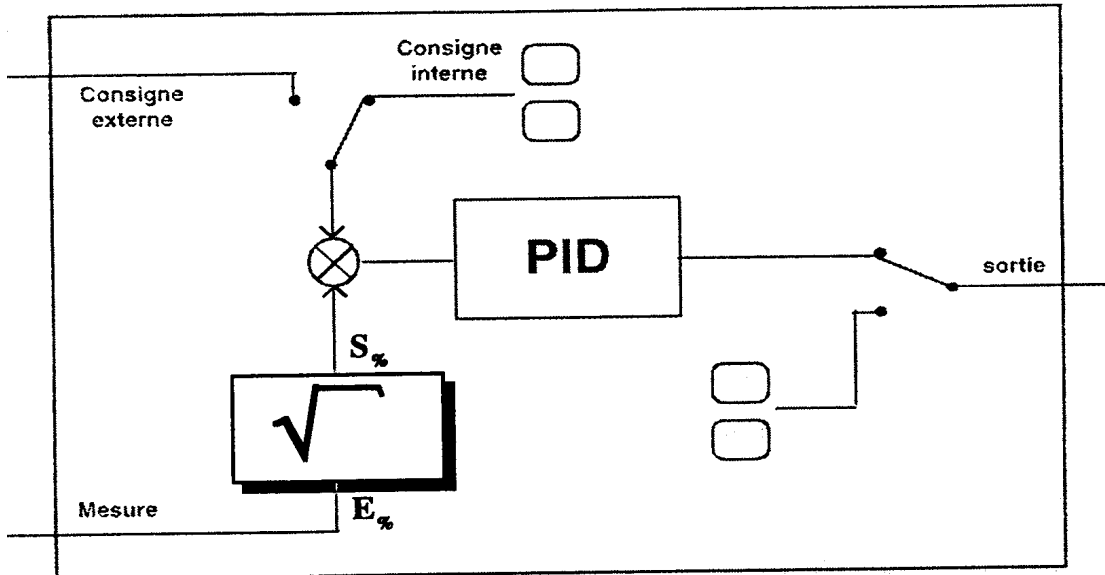 Consigne
interne
Consigne
externe
PID
sortie
S%
√
Mesure
E%